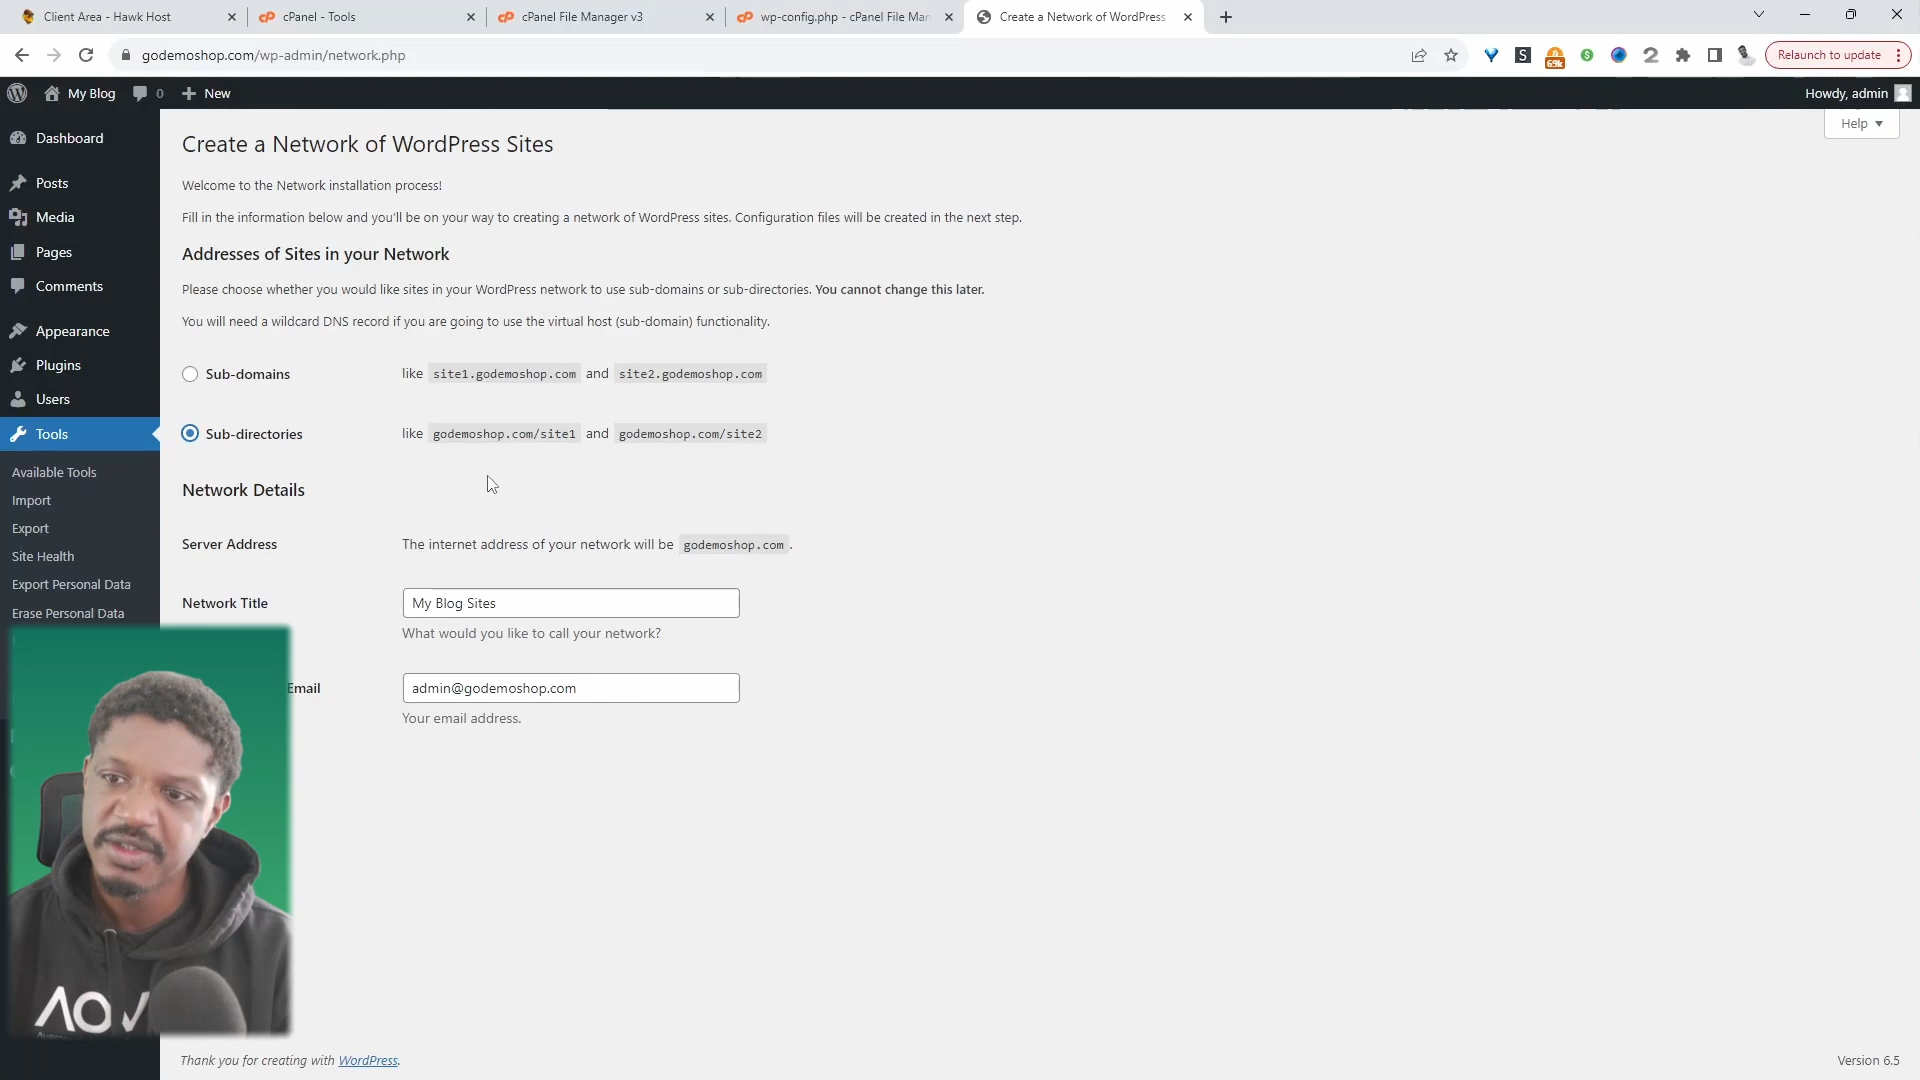 Client Area - Hawk Host
cPanel - Tools
cPanel File Manager v3
wp-config.php - cPanel File Mar
Create a Network of WordPress
godemoshop.com/wp-admin/network.php
69k
Relaunch to update
My Blog
0
New
Howdy, admin
Help
Dashboard
Posts
Media
Pages
Comments
Appearance
Plugins
Users
Tools
Available Tools
Import
Export
Site Health
Export Personal Data
Erase Personal Data
Create a Network of WordPress Sites
Welcome to the Network installation process!
Fill in the information below and you'll be on your way to creating a network of WordPress sites. Configuration files will be created in the next step.
Addresses of Sites in your Network
Please choose whether you would like sites in your WordPress network to use sub-domains or sub-directories. You cannot change this later.
You will need a wildcard DNS record if you are going to use the virtual host (sub-domain) functionality.
Sub-domains like site1.godemoshop.com and site2.godemoshop.com
Sub-directories like godemoshop.com/site1 and godemoshop.com/site2
Network Details
Server Address The internet address of your network will be godemoshop.com.
Network Title My Blog Sites
What would you like to call your network?
Email admin@godemoshop.com
Your email address.
Thank you for creating with WordPress.
Version 6.5